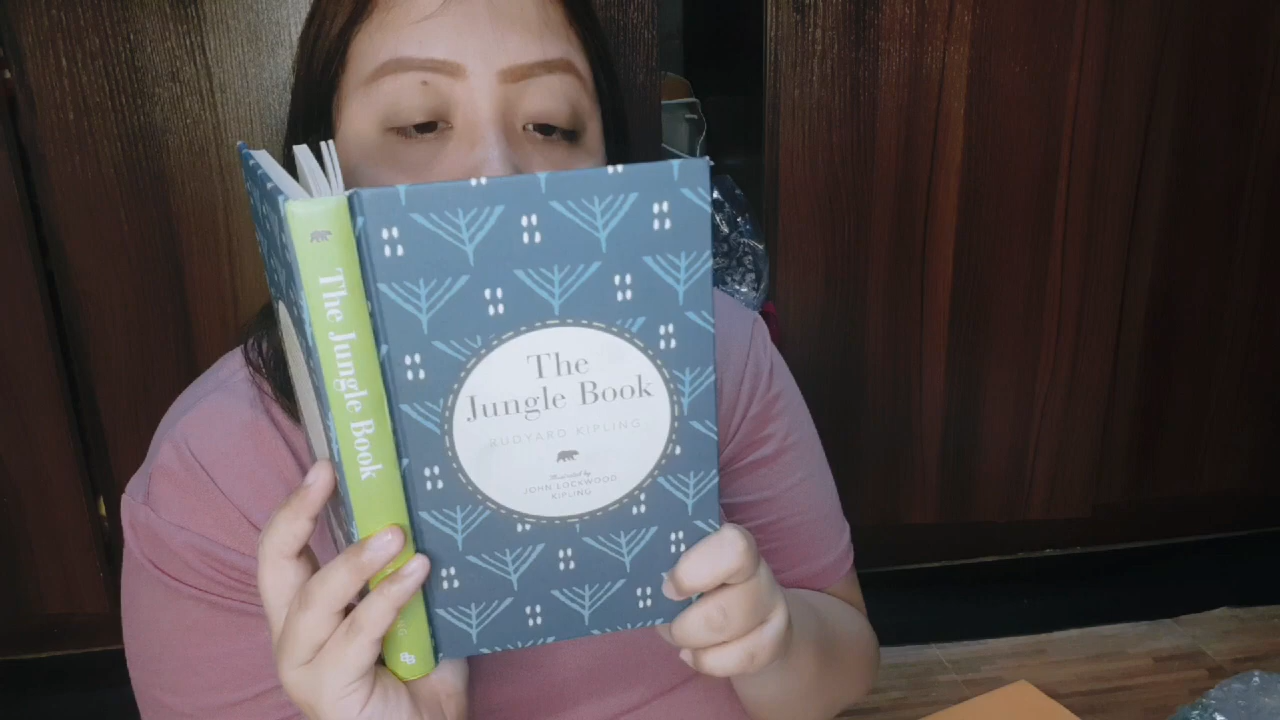 The Jungle Book
The
Jungle Book
RUDYARD KIPLING
Illustrated by
JOHN LOCKWOOD
KIPLING